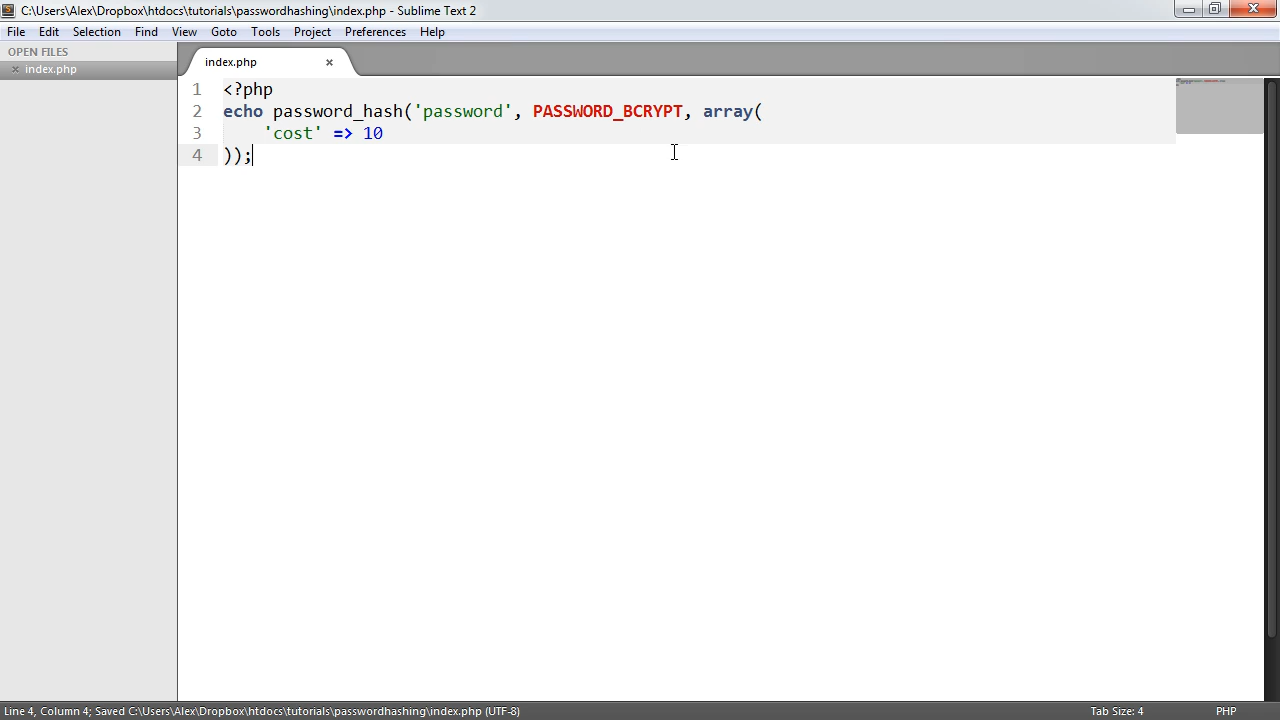 C:\Users\Alex\Dropbox\htdocs\tutorials\passwordhashing\index.php - Sublime Text 2
File Edit Selection Find View Goto Tools Project Preferences Help
OPEN FILES
index.php
index.php
1 <?php
2 echo password_hash('password', PASSWORD_BCRYPT, array(
3     'cost' => 10
4 ));
Line 4, Column 4; Saved C:\Users\Alex\Dropbox\htdocs\tutorials\passwordhashing\index.php (UTF-8) Tab Size: 4 PHP